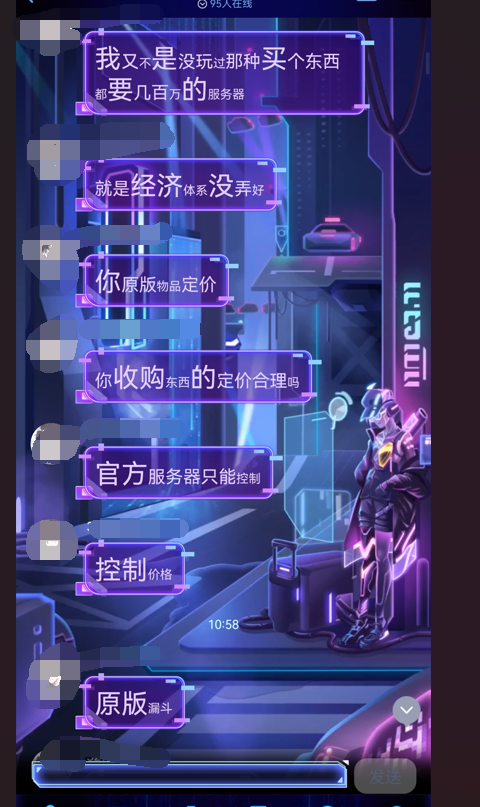 95人在线
我又不是没玩过那种买个东西
都要几百万的服务器
就是经济体系没弄好
你原版物品定价
你收购东西的定价合理吗
官方服务器只能控制
控制价格
10:58
原版漏斗
发送